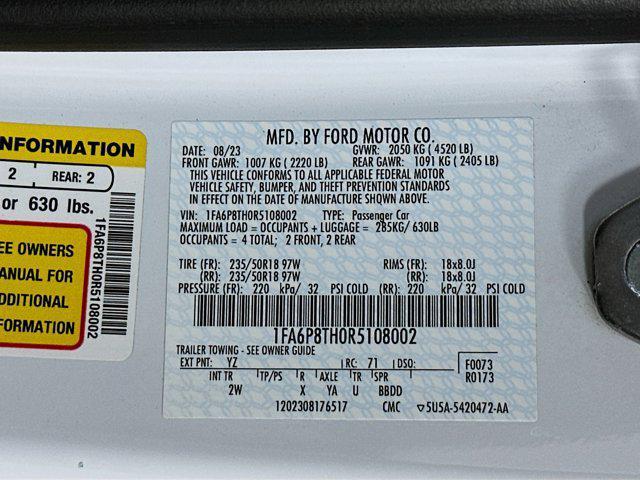 NFORMATION
2 REAR: 2
or 630 lbs.
EE OWNERS
ANUAL FOR
ADDITIONAL
INFORMATION
1FA6P8TH0R5108002
MFD. BY FORD MOTOR CO.
DATE: 08/23 GVWR: 2050 KG ( 4520 LB)
FRONT GAWR: 1007 KG ( 2220 LB) REAR GAWR: 1091 KG ( 2405 LB)
THIS VEHICLE CONFORMS TO ALL APPLICABLE FEDERAL MOTOR
VEHICLE SAFETY, BUMPER, AND THEFT PREVENTION STANDARDS
IN EFFECT ON THE DATE OF MANUFACTURE SHOWN ABOVE.
VIN: 1FA6P8TH0R5108002 TYPE: Passenger Car
MAXIMUM LOAD = OCCUPANTS + LUGGAGE = 285KG/ 630LB
OCCUPANTS = 4 TOTAL; 2 FRONT, 2 REAR
TIRE (FR): 235/50R18 97W RIMS (FR): 18x8.0J
(RR): 235/50R18 97W (RR): 18x8.0J
PRESSURE (FR): 220 kPa/ 32 PSI COLD (RR): 220 kPa/ 32 PSI COLD
1FA6P8TH0R5108002
TRAILER TOWING - SEE OWNER GUIDE
EXT PNT: YZ RC: 71 DSO: F0073
INT TR TP/PS R AXLE TR SPR R0173
2W X YA U BBDD
1202308176517 CMC ▽5U5A-5420472-AA